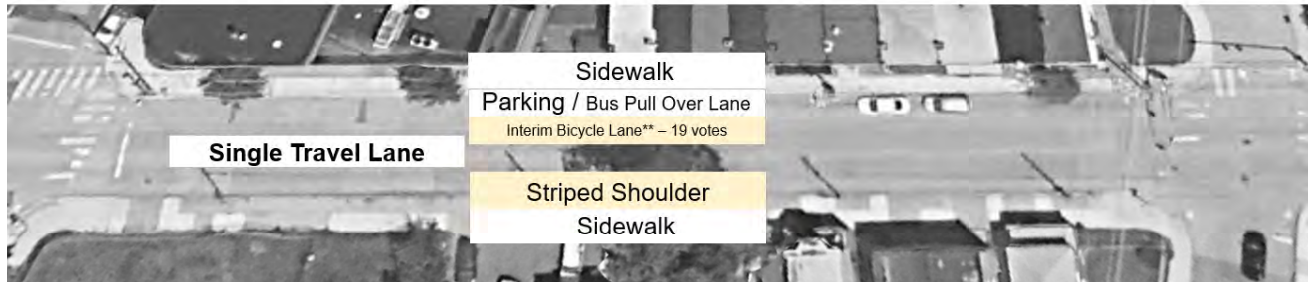 Sidewalk
Parking / Bus Pull Over Lane
Interim Bicycle Lane** – 19 votes
Single Travel Lane
Striped Shoulder
Sidewalk